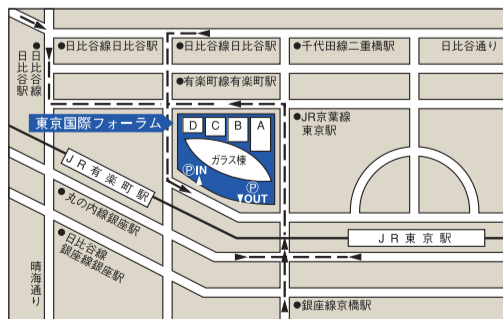 ●日比谷線日比谷駅
●日比谷線日比谷駅
●千代田線二重橋駅
日比谷通り
●日比谷線
日比谷駅
●有楽町線有楽町駅
東京国際フォーラム
D
C
B
A
●JR京葉線
東京駅
ガラス棟
ⓅIN
Ⓟ
OUT
JR有楽町駅
●丸の内線銀座駅
JR東京駅
●日比谷線
銀座線銀座駅
晴海通り
●銀座線京橋駅